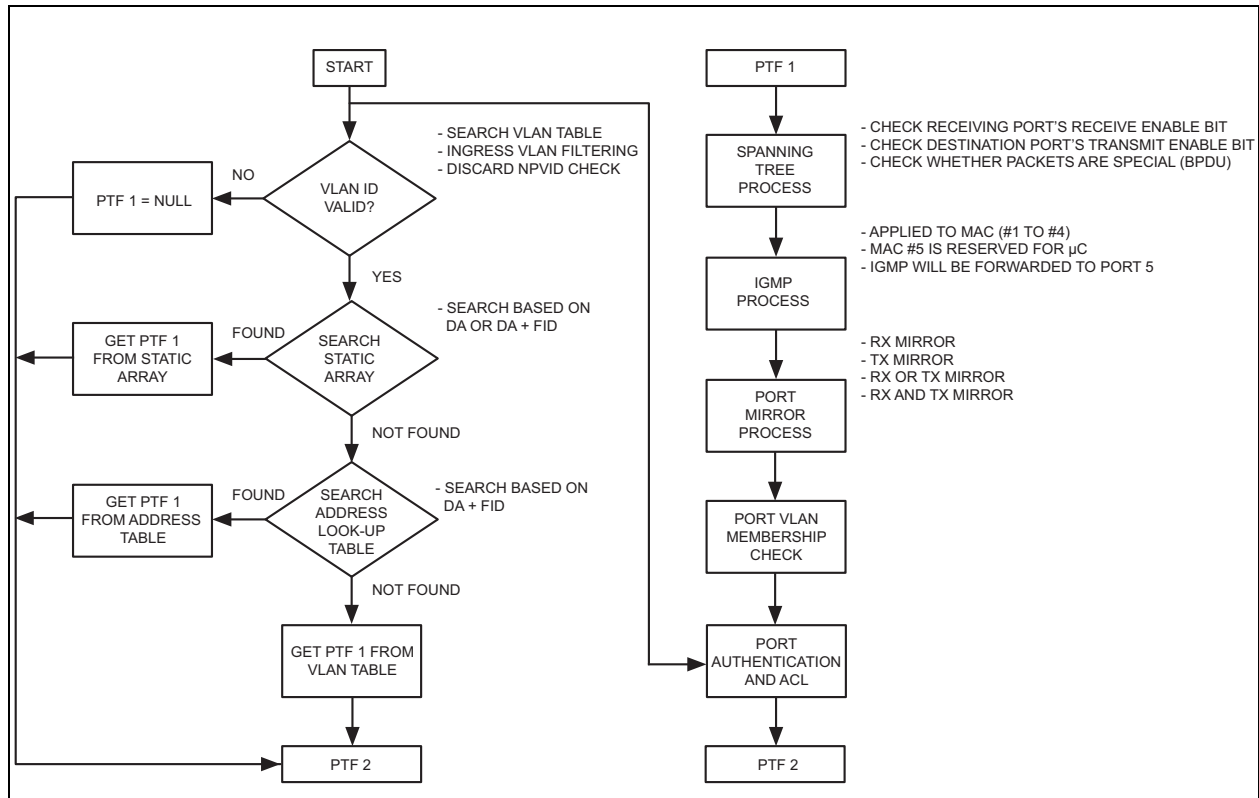 START
- SEARCH VLAN TABLE
- INGRESS VLAN FILTERING
- DISCARD NPVID CHECK
VLAN ID
VALID?
NO
PTF 1 = NULL
YES
- SEARCH BASED ON
DA OR DA + FID
SEARCH
STATIC
ARRAY
FOUND
GET PTF 1
FROM STATIC
ARRAY
NOT FOUND
SEARCH
ADDRESS
LOOK-UP
TABLE
- SEARCH BASED ON
DA + FID
FOUND
GET PTF 1
FROM ADDRESS
TABLE
NOT FOUND
GET PTF 1 FROM
VLAN TABLE
PTF 2
PTF 1
SPANNING
TREE
PROCESS
- CHECK RECEIVING PORT'S RECEIVE ENABLE BIT
- CHECK DESTINATION PORT'S TRANSMIT ENABLE BIT
- CHECK WHETHER PACKETS ARE SPECIAL (BPDU)
IGMP
PROCESS
- APPLIED TO MAC (#1 TO #4)
- MAC #5 IS RESERVED FOR µC
- IGMP WILL BE FORWARDED TO PORT 5
PORT
MIRROR
PROCESS
- RX MIRROR
- TX MIRROR
- RX OR TX MIRROR
- RX AND TX MIRROR
PORT VLAN
MEMBERSHIP
CHECK
PORT
AUTHENTICATION
AND ACL
PTF 2